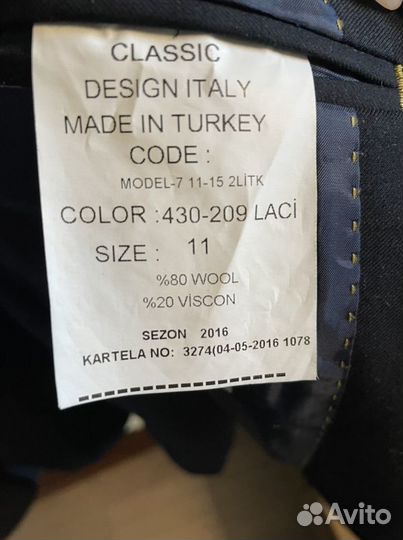 CLASSIC
DESIGN ITALY
MADE IN TURKEY
CODE :
MODEL-7 11-15 2LİTK
COLOR :430-209 LACİ
SIZE : 11
%80 WOOL
%20 VİSCON
SEZON 2016
KARTELA NO: 3274(04-05-2016 1078
Avito